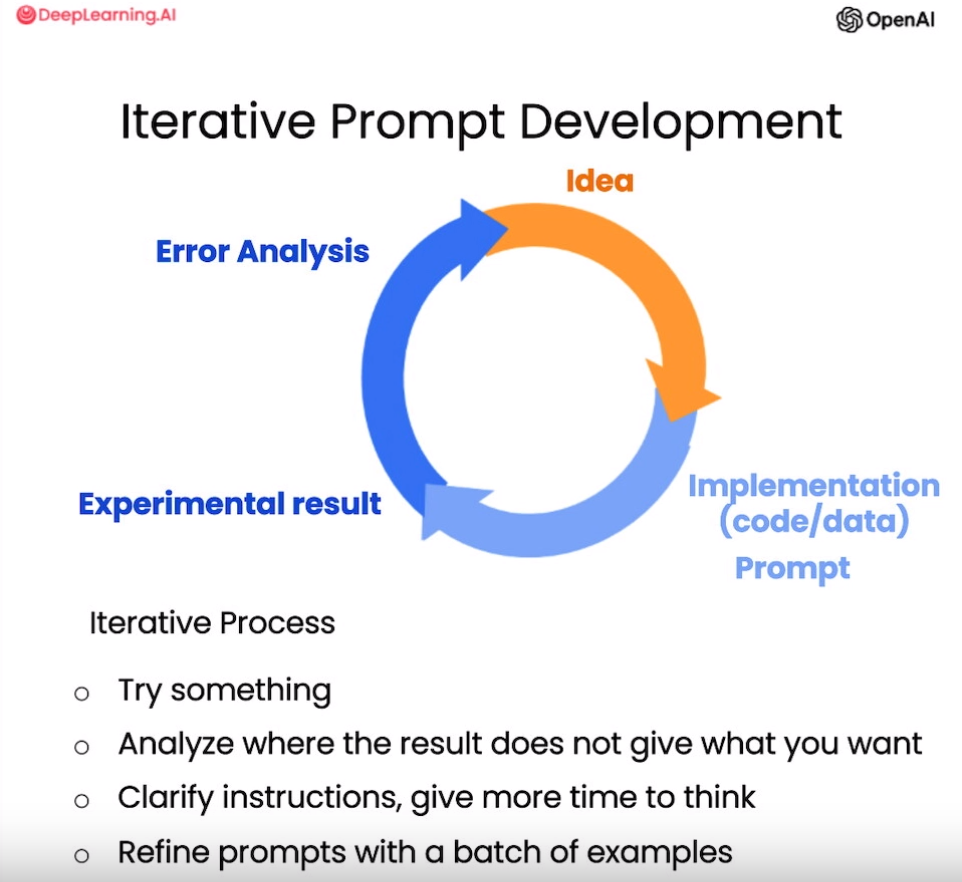 DeepLearning.AI
OpenAI
Iterative Prompt Development
Idea
Error Analysis
Experimental result
Implementation
(code/data)
Prompt
Iterative Process
o Try something
o Analyze where the result does not give what you want
o Clarify instructions, give more time to think
o Refine prompts with a batch of examples